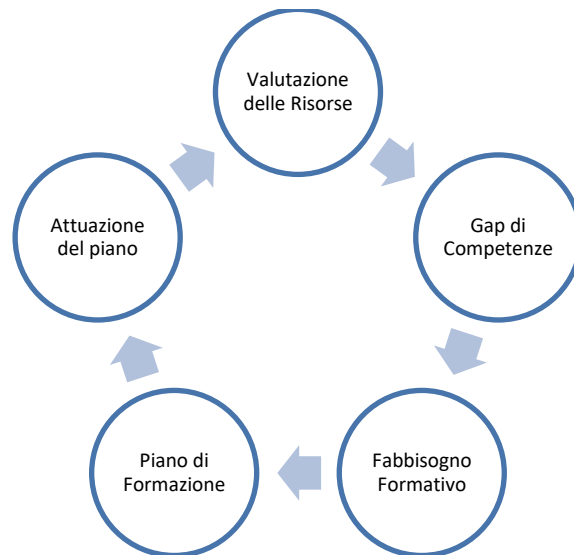 Valutazione
delle Risorse
Gap di
Competenze
Fabbisogno
Formativo
Piano di
Formazione
Attuazione
del piano